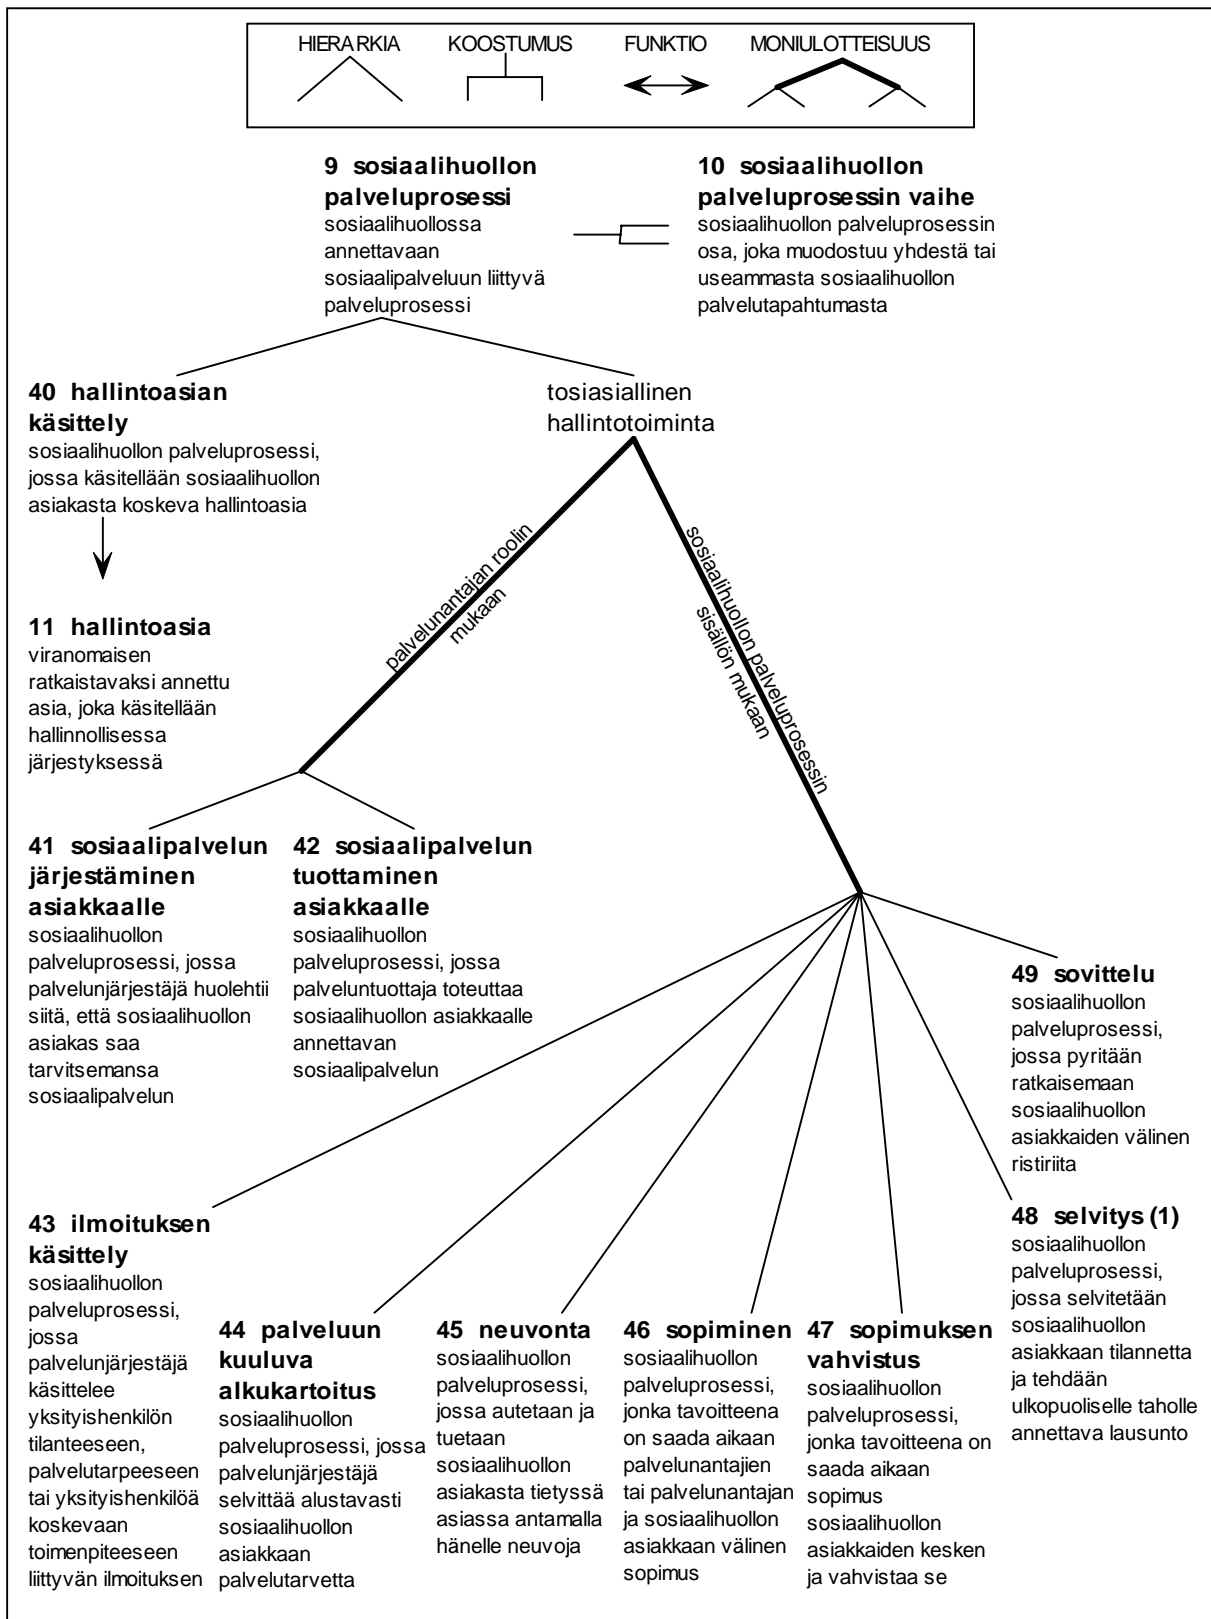 HIERARKIA KOOSTUMUS FUNKTIO MONIULOTTEISUUS
9 sosiaalihuollon
palveluprosessi
sosiaalihuollossa
annettavaan
sosiaalipalveluun liittyvä
palveluprosessi
10 sosiaalihuollon
palveluprosessin vaihe
sosiaalihuollon palveluprosessin
osa, joka muodostuu yhdestä tai
useammasta sosiaalihuollon
palvelutapahtumasta
40 hallintoasian
käsittely
sosiaalihuollon palveluprosessi,
jossa käsitellään sosiaalihuollon
asiakasta koskeva hallintoasia
tosiasiallinen
hallintotoiminta
11 hallintoasia
viranomaisen
ratkaistavaksi annettu
asia, joka käsitellään
hallinnollisessa
järjestyksessä
palvelunantajan roolin
mukaan
sosiaalihuollon palveluprosessin
sisällön mukaan
41 sosiaalipalvelun
järjestäminen
asiakkaalle
sosiaalihuollon
palveluprosessi, jossa
palvelunjärjestäjä huolehtii
siitä, että sosiaalihuollon
asiakas saa
tarvitsemansa
sosiaalipalvelun
42 sosiaalipalvelun
tuottaminen
asiakkaalle
sosiaalihuollon
palveluprosessi, jossa
palveluntuottaja toteuttaa
sosiaalihuollon asiakkaalle
annettavan
sosiaalipalvelun
49 sovittelu
sosiaalihuollon
palveluprosessi,
jossa pyritään
ratkaisemaan
sosiaalihuollon
asiakkaiden välinen
ristiriita
43 ilmoituksen
käsittely
sosiaalihuollon
palveluprosessi,
jossa
palvelunjärjestäjä
käsittelee
yksityishenkilön
tilanteeseen,
palvelutarpeeseen
tai yksityishenkilöä
koskevaan
toimenpiteeseen
liittyvän ilmoituksen
44 palveluun
kuuluva
alkukartoitus
sosiaalihuollon
palveluprosessi, jossa
palvelunjärjestäjä
selvittää alustavasti
sosiaalihuollon
asiakkaan
palvelutarvetta
45 neuvonta
sosiaalihuollon
palveluprosessi,
jossa autetaan ja
tuetaan
sosiaalihuollon
asiakasta tietyssä
asiassa antamalla
hänelle neuvoja
46 sopiminen
sosiaalihuollon
palveluprosessi,
jonka tavoitteena
on saada aikaan
palvelunantajien
tai palvelunantajan
ja sosiaalihuollon
asiakkaan välinen
sopimus
47 sopimuksen
vahvistus
sosiaalihuollon
palveluprosessi,
jonka tavoitteena on
saada aikaan
sopimus
sosiaalihuollon
asiakkaiden kesken
ja vahvistaa se
48 selvitys (1)
sosiaalihuollon
palveluprosessi,
jossa selvitetään
sosiaalihuollon
asiakkaan tilannetta
ja tehdään
ulkopuoliselle taholle
annettava lausunto